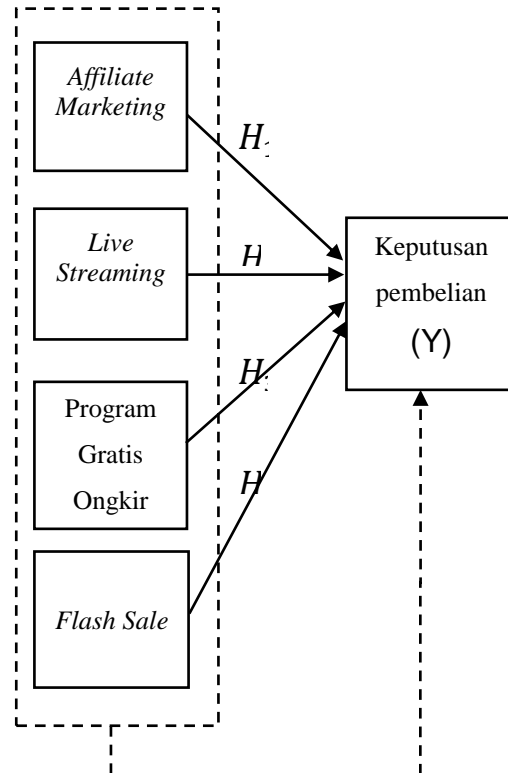 Affiliate
Marketing
H₁
Live
Streaming
H
Keputusan
pembelian
(Y)
H
Program
Gratis
Ongkir
H
Flash Sale